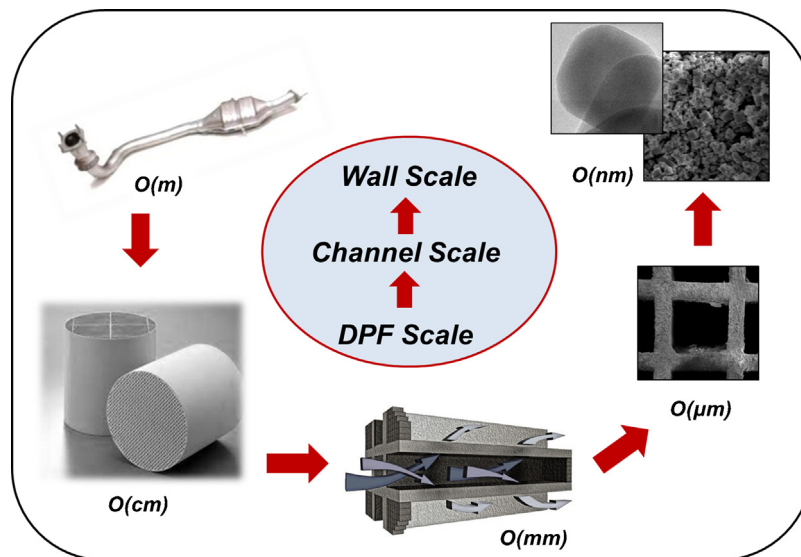 O(m)
O(nm)
Wall Scale
Channel Scale
DPF Scale
O(µm)
O(cm)
O(mm)